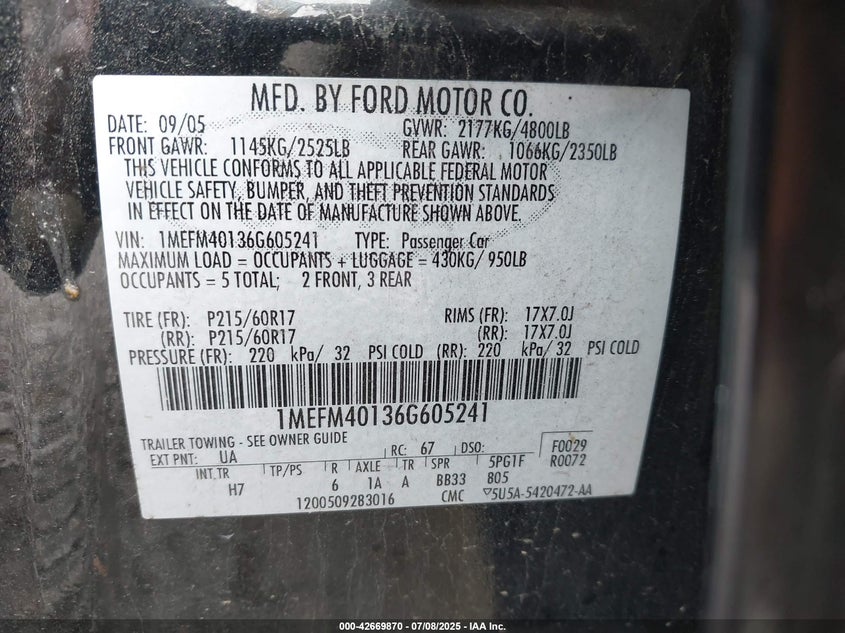 MFD. BY FORD MOTOR CO.
DATE: 09/05 GVWR: 2177KG/4800LB
FRONT GAWR: 1145KG/2525LB REAR GAWR: 1066KG/2350LB
THIS VEHICLE CONFORMS TO ALL APPLICABLE FEDERAL MOTOR
VEHICLE SAFETY, BUMPER, AND THEFT PREVENTION STANDARDS
IN EFFECT ON THE DATE OF MANUFACTURE SHOWN ABOVE.
VIN: 1MEFM40136G605241 TYPE: Passenger Car
MAXIMUM LOAD = OCCUPANTS + LUGGAGE = 430KG/ 950LB
OCCUPANTS = 5 TOTAL; 2 FRONT, 3 REAR
TIRE (FR): P215/60R17 RIMS (FR): 17X7.0J
(RR): P215/60R17 (RR): 17X7.0J
PRESSURE (FR): 220 kPa/ 32 PSI COLD (RR): 220 kPa/ 32 PSI COLD
1MEFM40136G605241
TRAILER TOWING - SEE OWNER GUIDE
EXT PNT: UA RC: 67 DSO: F0029
R0072
INT TR TP/PS R AXLE TR SPR 5PG1F
H7 6 1A A BB33 805
1200509283016 CMC ▽5U5A-5420472-AA
000-42669870 - 07/08/2025 - IAA Inc.